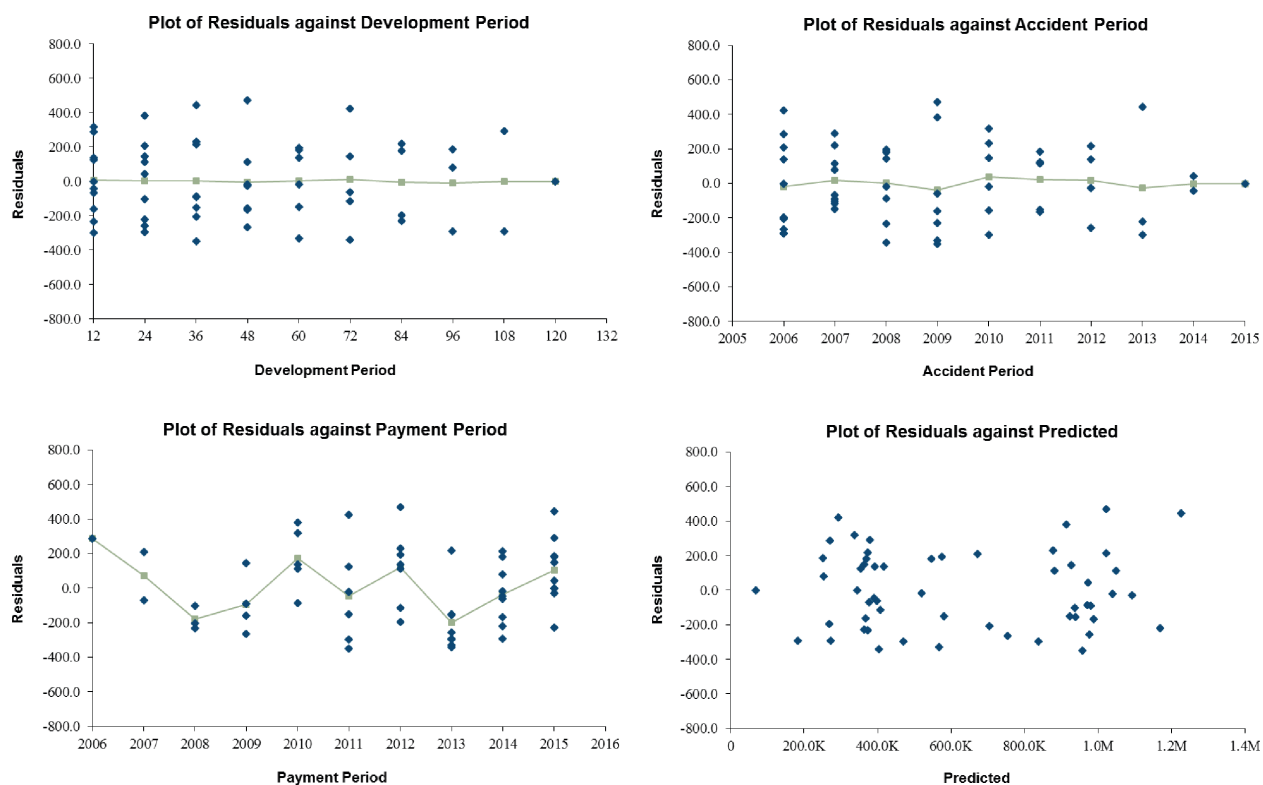 Plot of Residuals against Development Period
800.0
600.0
400.0
200.0
0.0
-200.0
-400.0
-600.0
-800.0
Residuals
12 24 36 48 60 72 84 96 108 120 132
Development Period
Plot of Residuals against Accident Period
800.0
600.0
400.0
200.0
0.0
-200.0
-400.0
-600.0
-800.0
Residuals
2005 2006 2007 2008 2009 2010 2011 2012 2013 2014 2015
Accident Period
Plot of Residuals against Payment Period
800.0
600.0
400.0
200.0
0.0
-200.0
-400.0
-600.0
-800.0
Residuals
2006 2007 2008 2009 2010 2011 2012 2013 2014 2015 2016
Payment Period
Plot of Residuals against Predicted
800.0
600.0
400.0
200.0
0.0
-200.0
-400.0
-600.0
-800.0
Residuals
0 200.0K 400.0K 600.0K 800.0K 1.0M 1.2M 1.4M
Predicted